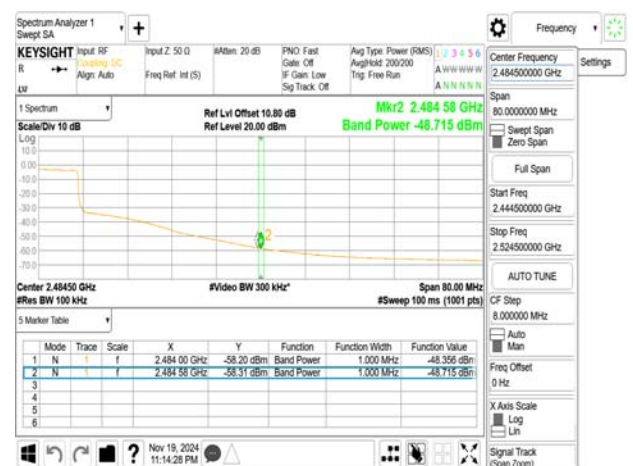 Spectrum Analyzer 1
Swept SA
KEYSIGHT Input: RF Input Z: 50 Ω #Atten: 20 dB PNO: Fast Avg Type: Power (RMS) 1 2 3 4 5 6
R Coupling: DC Gate: Off Avg|Hold: 200/200 A W W W W W
Align: Auto Freq Ref: Int (S) IF Gain: Low Trig: Free Run
Sig Track: Off A N N N N N
1 Spectrum
Ref Lvl Offset 10.80 dB Mkr2 2.484 58 GHz
Scale/Div 10 dB Ref Level 20.00 dBm Band Power -48.715 dBm
Log
10.0
0.00
-10.0
-20.0
-30.0
-40.0
-50.0
-60.0
-70.0
2
Center 2.48450 GHz #Video BW 300 kHz* Span 80.00 MHz
#Res BW 100 kHz #Sweep 100 ms (1001 pts)
5 Marker Table
Mode Trace Scale X Y Function Function Width Function Value
1 N 1 f 2.484 00 GHz -58.20 dBm Band Power 1.000 MHz -48.356 dBm
2 N 1 f 2.484 58 GHz -58.31 dBm Band Power 1.000 MHz -48.715 dBm
3
4
5
6
Nov 19, 2024
11:14:28 PM
Frequency
Settings
Center Frequency
2.484500000 GHz
Span
80.0000000 MHz
Swept Span
Zero Span
Full Span
Start Freq
2.444500000 GHz
Stop Freq
2.524500000 GHz
AUTO TUNE
CF Step
8.000000 MHz
Auto
Man
Freq Offset
0 Hz
X Axis Scale
Log
Lin
Signal Track
(Span Zoom)